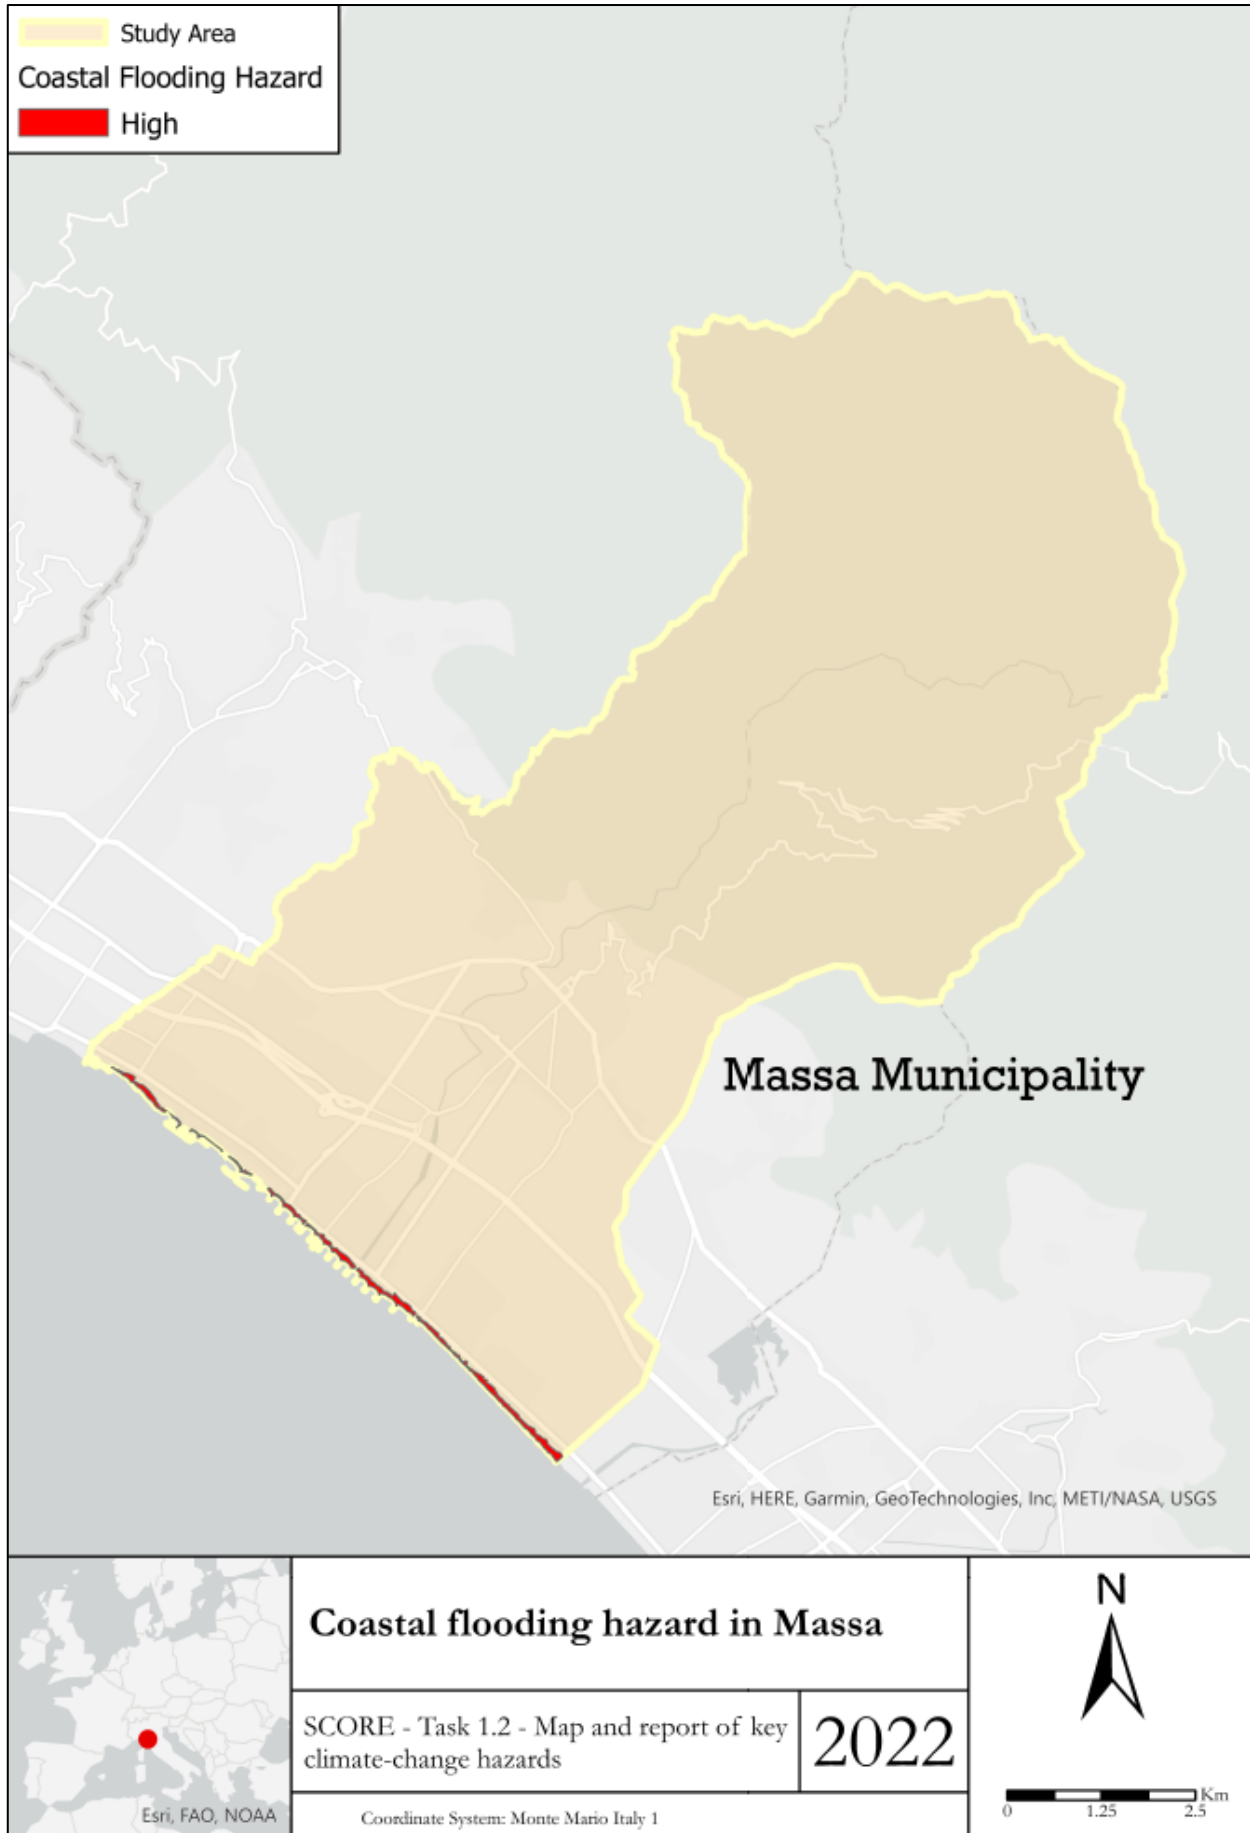 Study Area
Coastal Flooding Hazard
High
Massa Municipality
Esri, HERE, Garmin, GeoTechnologies, Inc, METI/NASA, USGS
Esri, FAO, NOAA
Coastal flooding hazard in Massa
SCORE - Task 1.2 - Map and report of key
climate-change hazards
2022
Coordinate System: Monte Mario Italy 1
N
Km
0 1.25 2.5